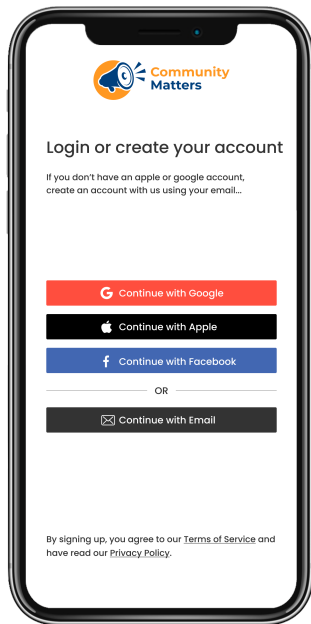 Community
Matters
Login or create your account
If you don't have an apple or google account,
create an account with us using your email...
Continue with Google
Continue with Apple
Continue with Facebook
OR
Continue with Email
By signing up, you agree to our Terms of Service and
have read our Privacy Policy.